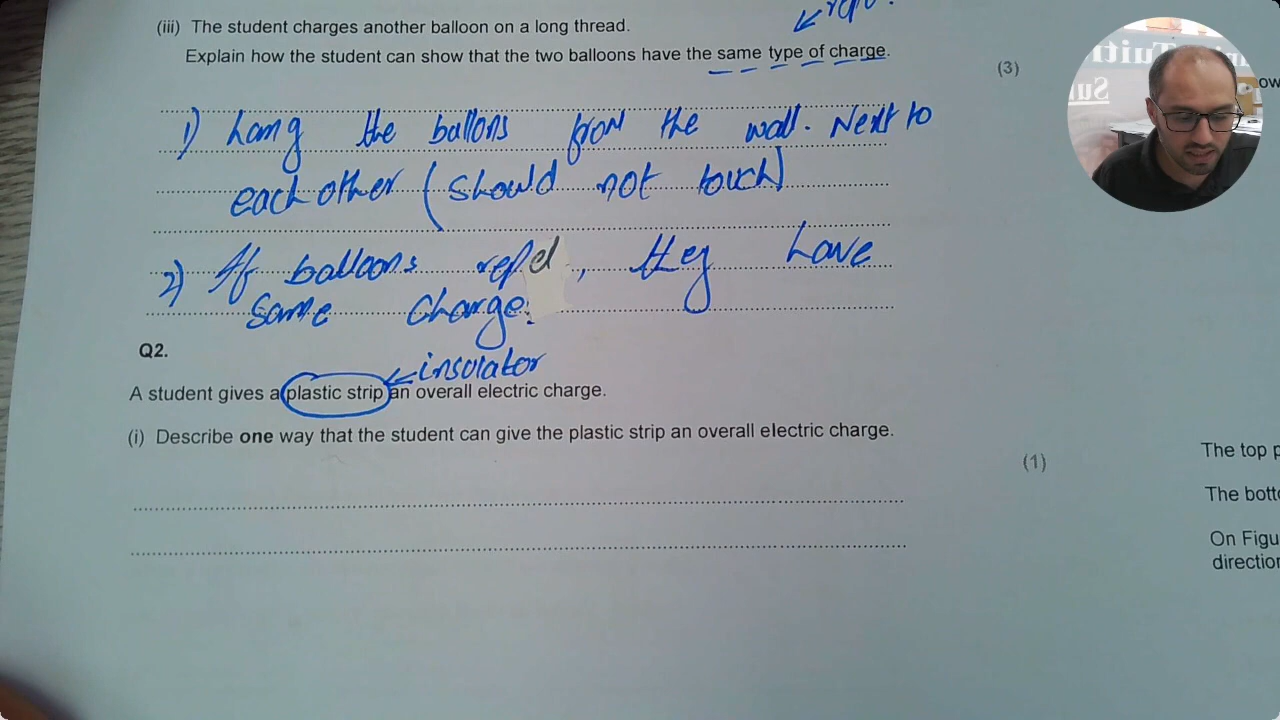 repe
(iii) The student charges another balloon on a long thread.
Explain how the student can show that the two balloons have the same type of charge.
(3)
1) hang the ballons from the wall. Next to
each other (should not touch)
2) If balloons repel, they have
same charge.
Q2.
insulator
A student gives a plastic strip an overall electric charge.
(i) Describe one way that the student can give the plastic strip an overall electric charge.
(1)
The top p
The botto
On Figu
direction